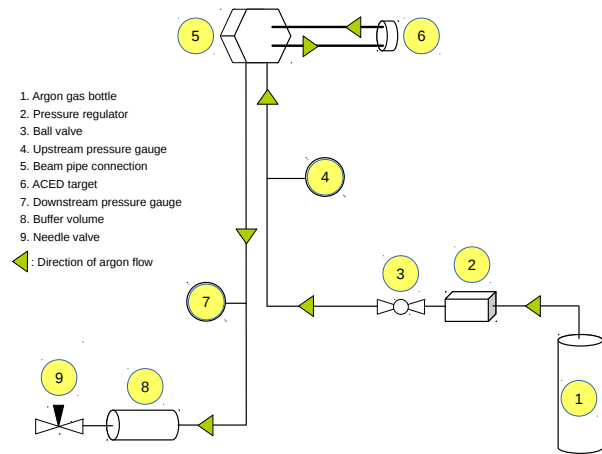 5
6
1. Argon gas bottle
2. Pressure regulator
3. Ball valve
4. Upstream pressure gauge
5. Beam pipe connection
6. ACED target
7. Downstream pressure gauge
8. Buffer volume
9. Needle valve
: Direction of argon flow
4
3
2
7
9
8
1